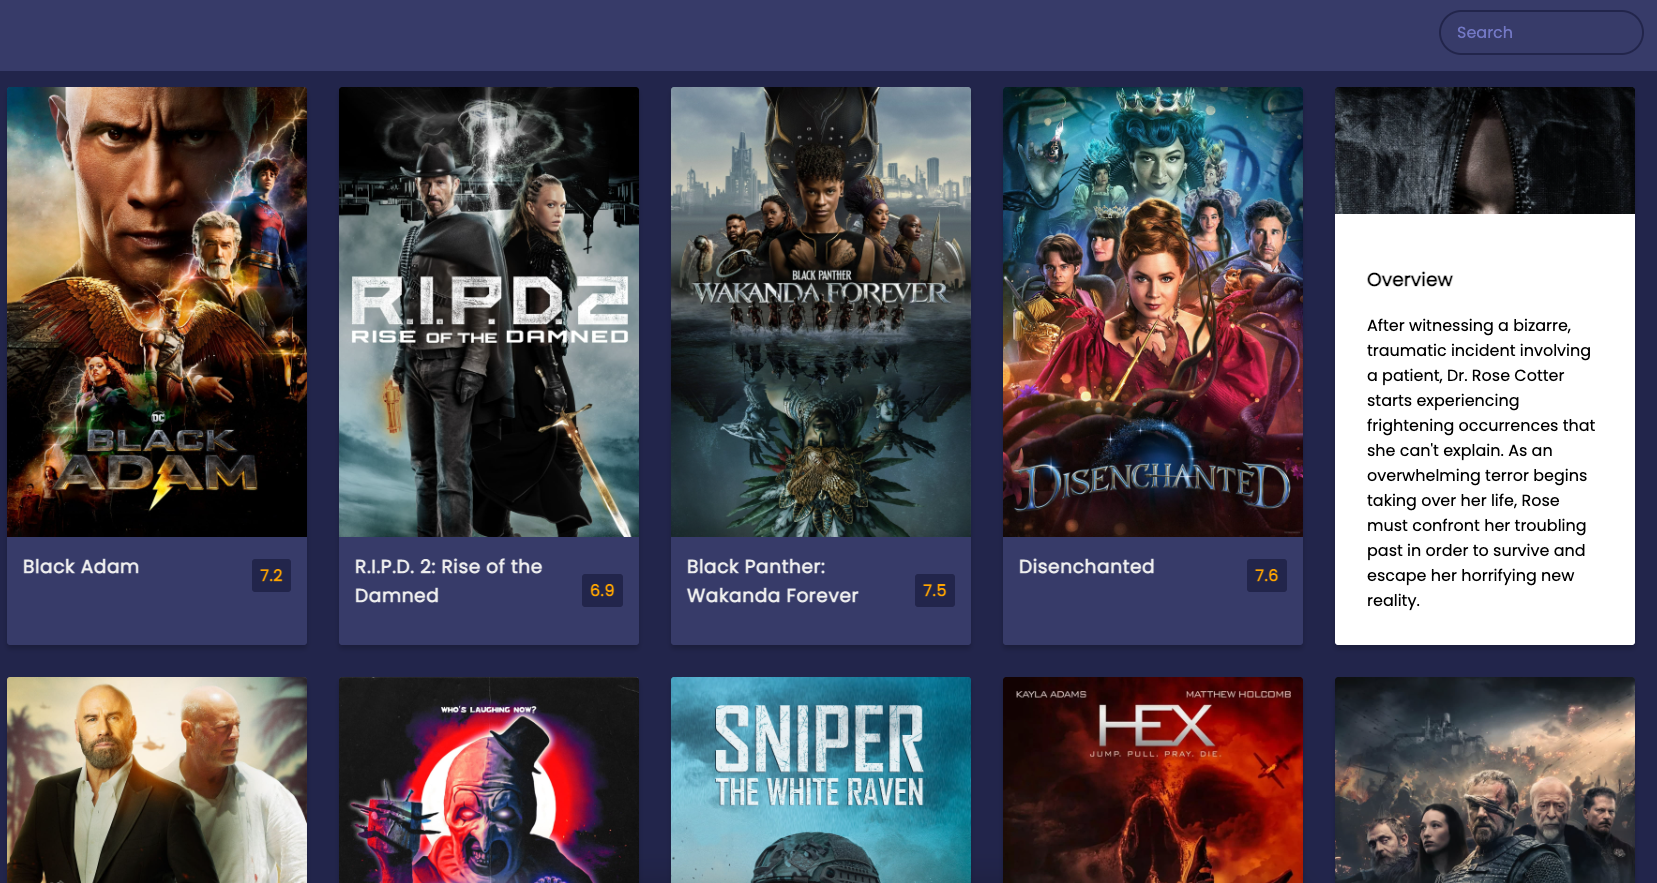 Search
DC
BLACK
ADAM
Black Adam
7.2
R.I.P.D.2
RISE OF THE DAMNED
R.I.P.D. 2: Rise of the
Damned
6.9
BLACK PANTHER
WAKANDA FOREVER
Black Panther:
Wakanda Forever
7.5
DISENCHANTED
Disenchanted
7.6
Overview
After witnessing a bizarre,
traumatic incident involving
a patient, Dr. Rose Cotter
starts experiencing
frightening occurrences that
she can't explain. As an
overwhelming terror begins
taking over her life, Rose
must confront her troubling
past in order to survive and
escape her horrifying new
reality.
WHO'S LAUGHING NOW?
SNIPER
THE WHITE RAVEN
KAYLA ADAMS MATTHEW HOLCOMB
HEX
JUMP. PULL. PRAY. DIE.